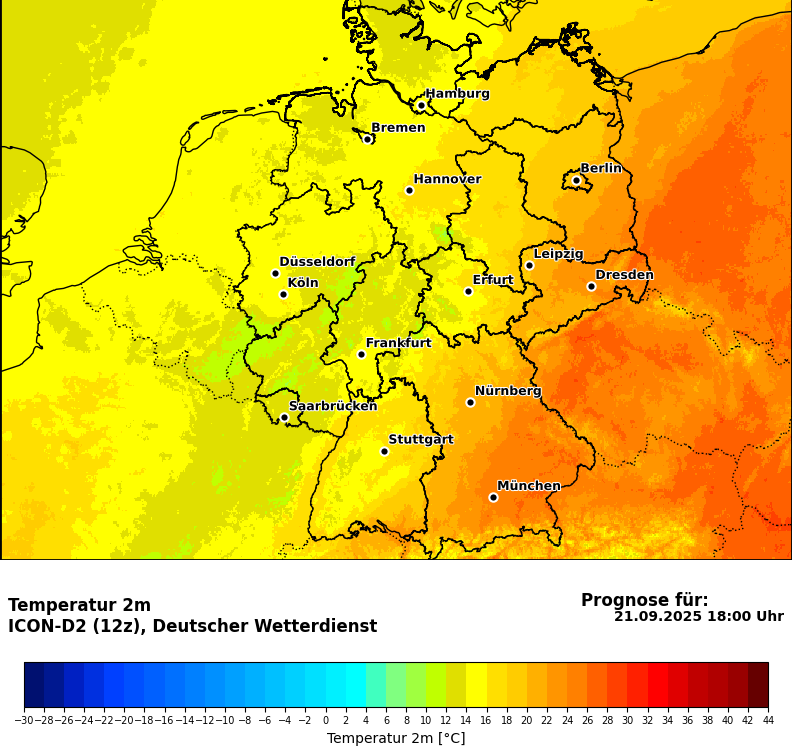 Hamburg
Bremen
Berlin
Hannover
Leipzig
Düsseldorf
Dresden
Köln
Erfurt
Frankfurt
Nürnberg
Saarbrücken
Stuttgart
München
Temperatur 2m
ICON-D2 (12z), Deutscher Wetterdienst
Prognose für:
21.09.2025 18:00 Uhr
−30 −28 −26 −24 −22 −20 −18 −16 −14 −12 −10 −8 −6 −4 −2 0 2 4 6 8 10 12 14 16 18 20 22 24 26 28 30 32 34 36 38 40 42 44
Temperatur 2m [°C]